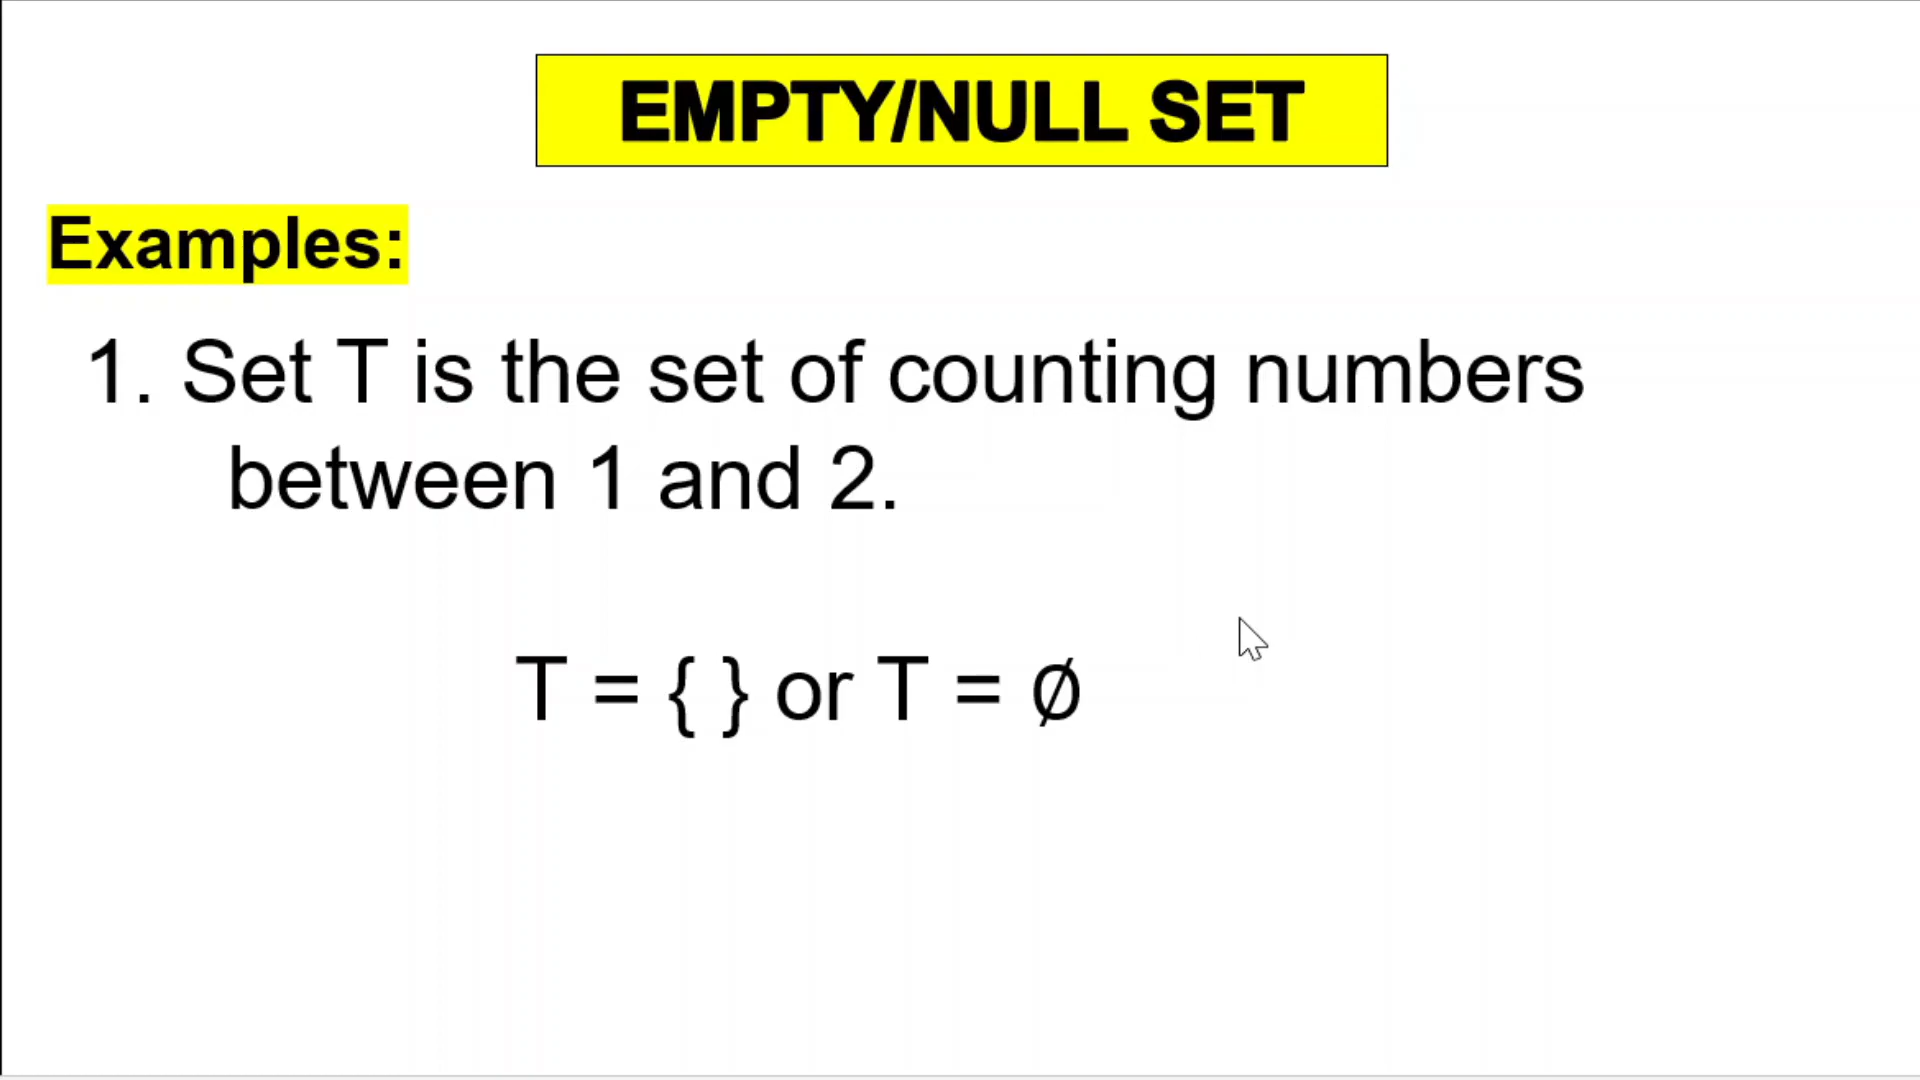 EMPTY/NULL SET
Examples:
1. Set T is the set of counting numbers
between 1 and 2.
T = { } or T = ∅